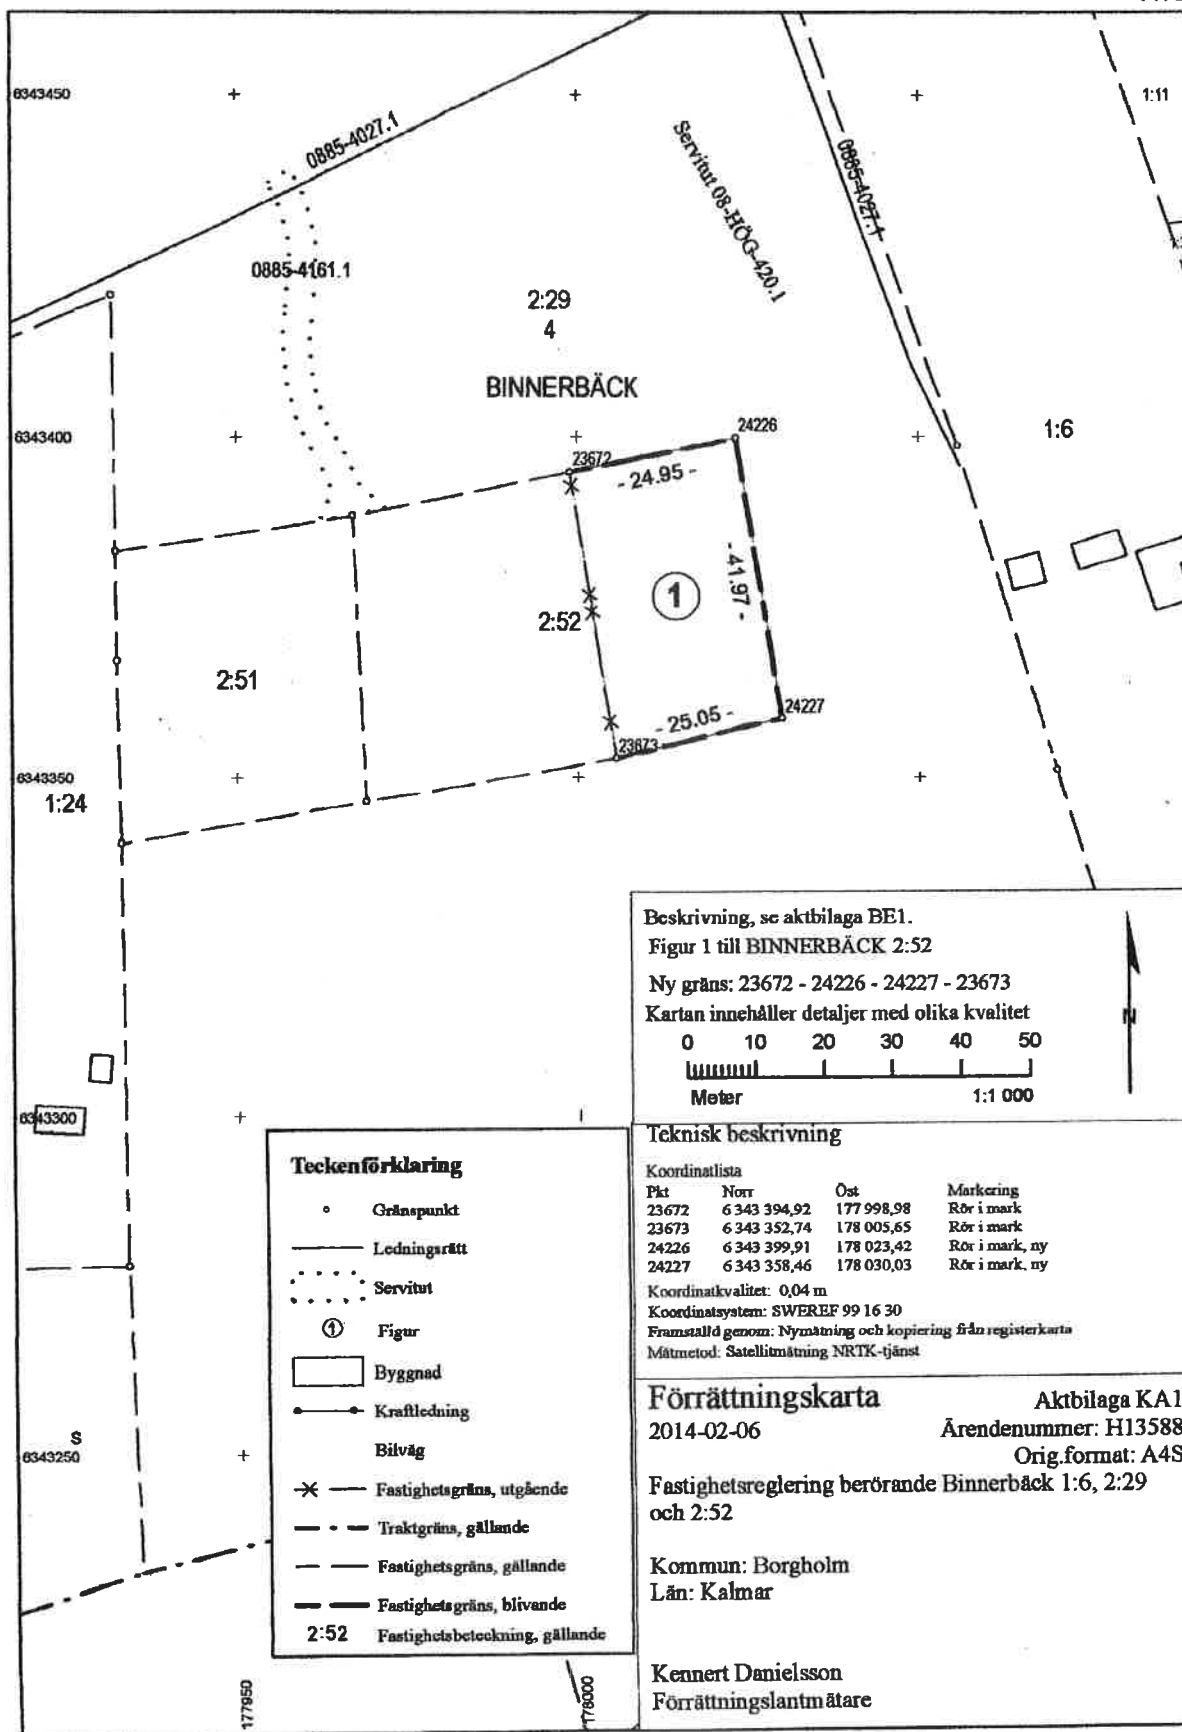 6343450
1:11
0885-4027.1
Servitut 08-HÖG-420.1
0885-4027.1
0885-4161.1
2:29
4
BINNERBÄCK
6343400
24226
1:6
23672
- 24.95 -
- 41.97 -
1
2:52
2:51
24227
- 25.05 -
23673
6343350
1:24
Beskrivning, se aktbilaga BE1.
Figur 1 till BINNERBÄCK 2:52
Ny gräns: 23672 - 24226 - 24227 - 23673
Kartan innehåller detaljer med olika kvalitet
0 10 20 30 40 50
Meter 1:1 000
N
6343300
Teckenförklaring
Gränspunkt
Ledningsrätt
Servitut
1 Figur
Byggnad
Kraftledning
Bilväg
Fastighetsgräns, utgående
Traktgräns, gällande
Fastighetsgräns, gällande
Fastighetsgräns, blivande
2:52 Fastighetsbeteckning, gällande
Teknisk beskrivning
Koordinatlista
Pkt Norr Öst Markering
23672 6 343 394,92 177 998,98 Rör i mark
23673 6 343 352,74 178 005,65 Rör i mark
24226 6 343 399,91 178 023,42 Rör i mark, ny
24227 6 343 358,46 178 030,03 Rör i mark, ny
Koordinatkvalitet: 0,04 m
Koordinatsystem: SWEREF 99 16 30
Framställd genom: Nymätning och kopiering från registerkarta
Mätmetod: Satellitmätning NRTK-tjänst
Förrättningskarta Aktbilaga KA1
2014-02-06 Ärendenummer: H13588
Orig.format: A4S
Fastighetsreglering berörande Binnerbäck 1:6, 2:29
och 2:52
Kommun: Borgholm
Län: Kalmar
Kennert Danielsson
Förrättningslantmätare
S
6343250
177950
178000